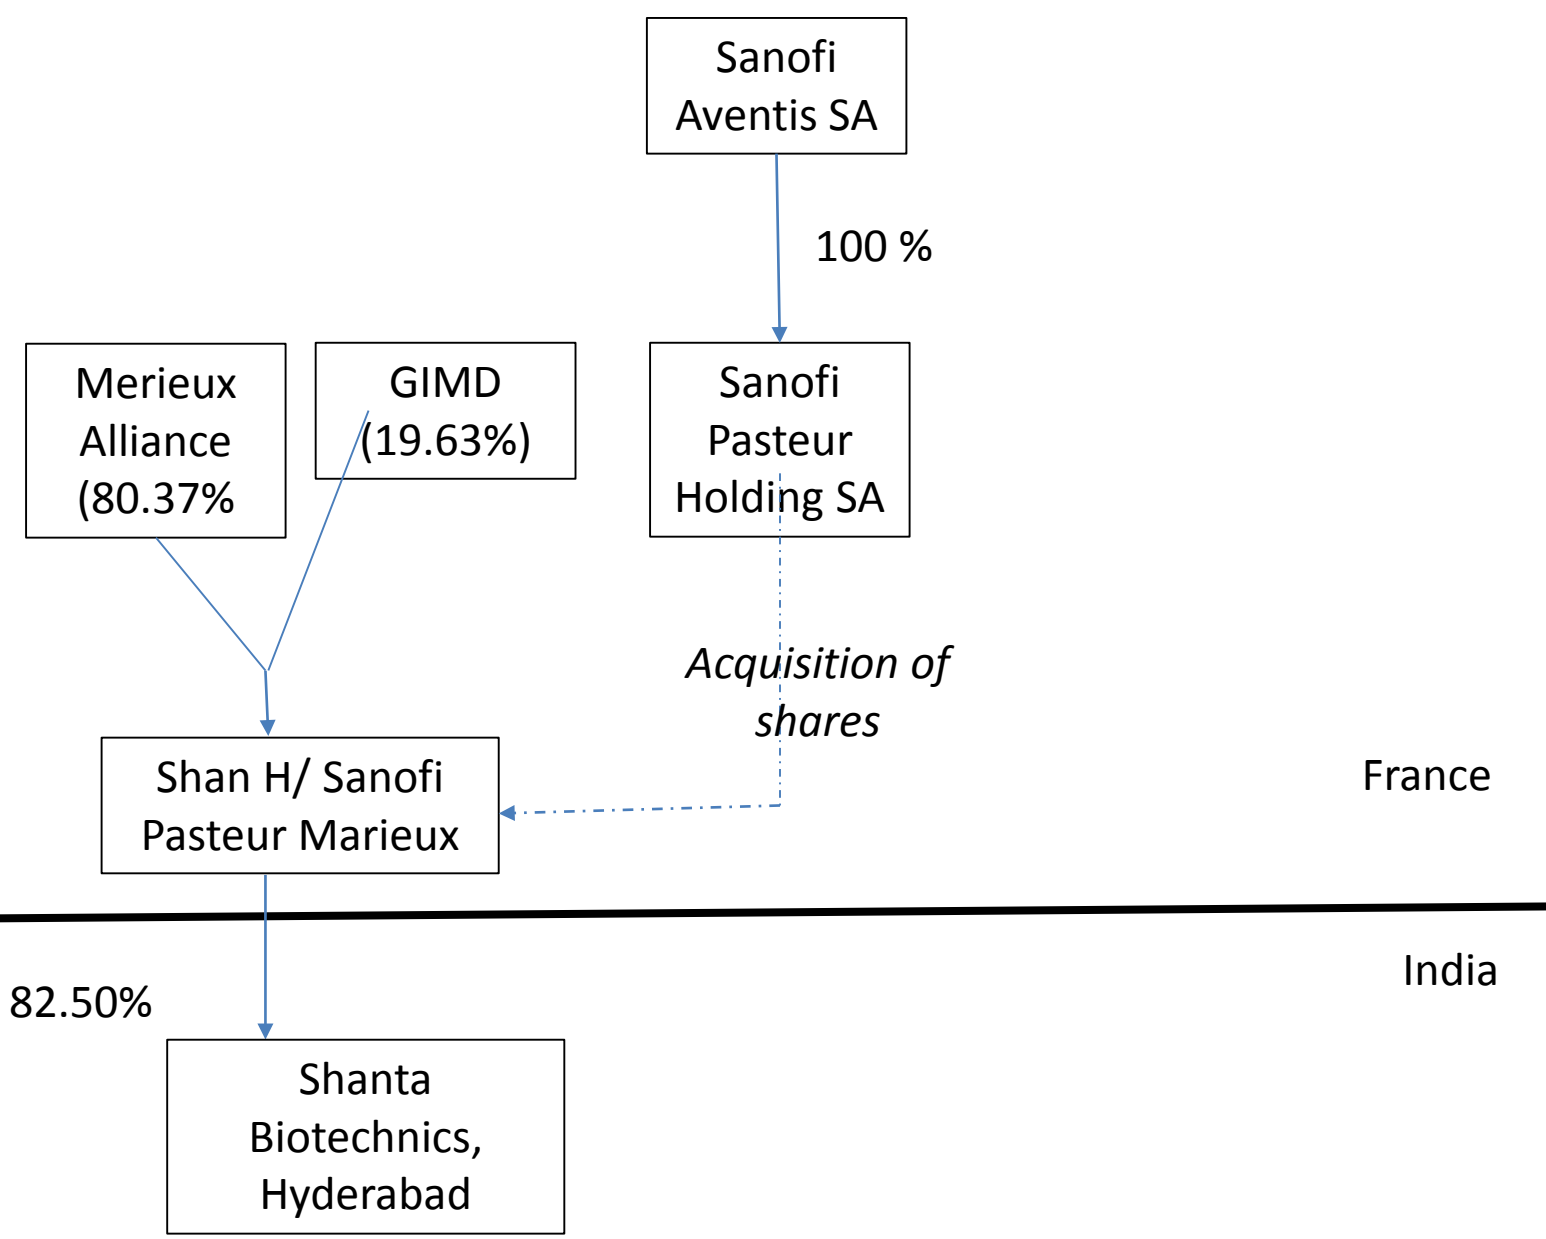 Sanofi
Aventis SA
100 %
Merieux
Alliance
(80.37%
GIMD
(19.63%)
Sanofi
Pasteur
Holding SA
Acquisition of
shares
Shan H/ Sanofi
Pasteur Marieux
France
India
82.50%
Shanta
Biotechnics,
Hyderabad